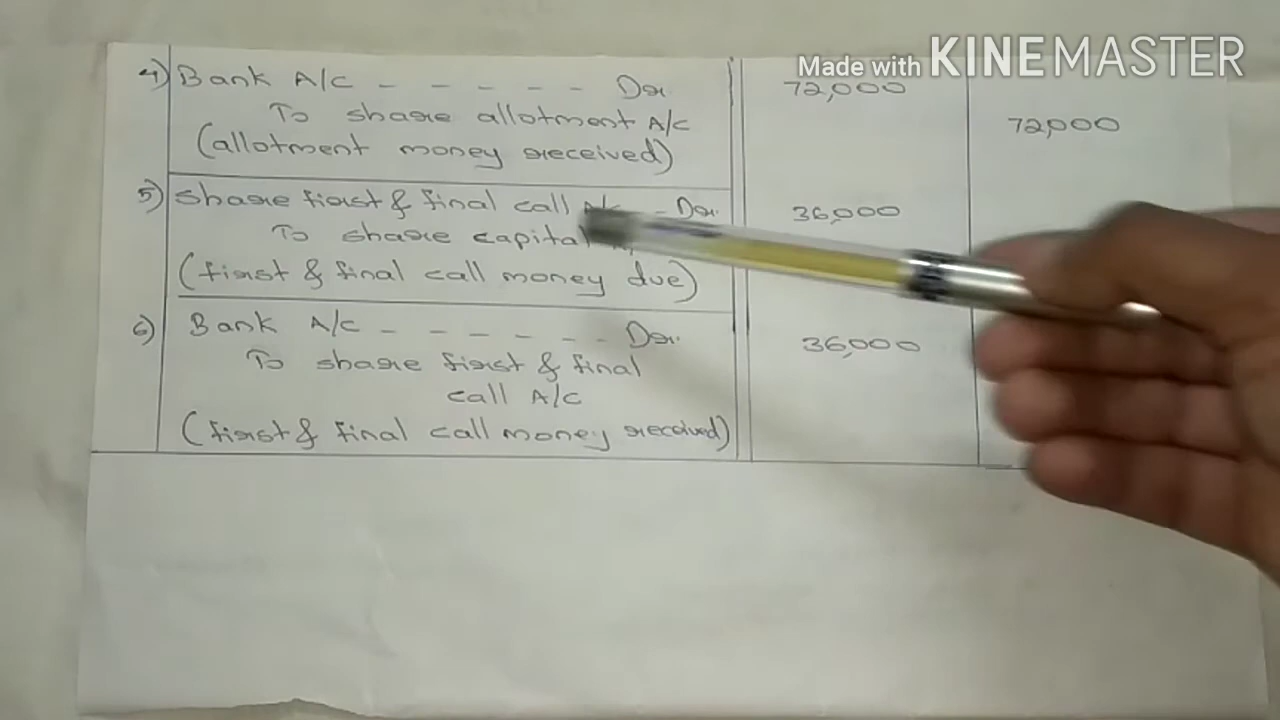 Made with KINEMASTER
4) Bank A/c - - - - - Dr. 72,000
To share allotment A/c 72,000
(allotment money received)
5) Share first & final call A/c - Dr. 36,000
To share capital
(first & final call money due)
6) Bank A/c - - - - - - Dr. 36,000
To share first & final
call A/c
(first & final call money received)